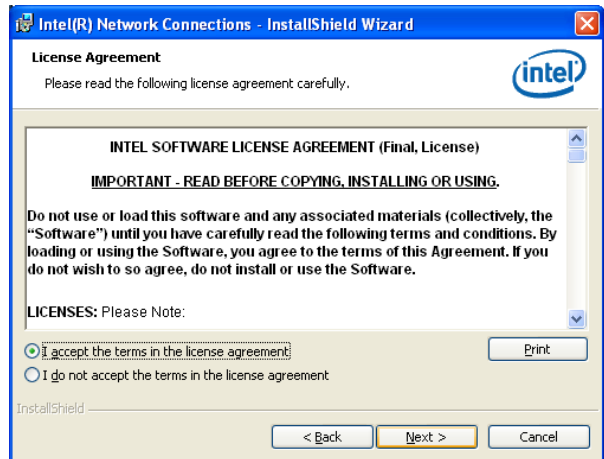 Intel(R) Network Connections - InstallShield Wizard
License Agreement
Please read the following license agreement carefully.
intel
INTEL SOFTWARE LICENSE AGREEMENT (Final, License)
IMPORTANT - READ BEFORE COPYING, INSTALLING OR USING.
Do not use or load this software and any associated materials (collectively, the
“Software”) until you have carefully read the following terms and conditions. By
loading or using the Software, you agree to the terms of this Agreement. If you
do not wish to so agree, do not install or use the Software.
LICENSES: Please Note:
I accept the terms in the license agreement
Print
I do not accept the terms in the license agreement
InstallShield
< Back
Next >
Cancel